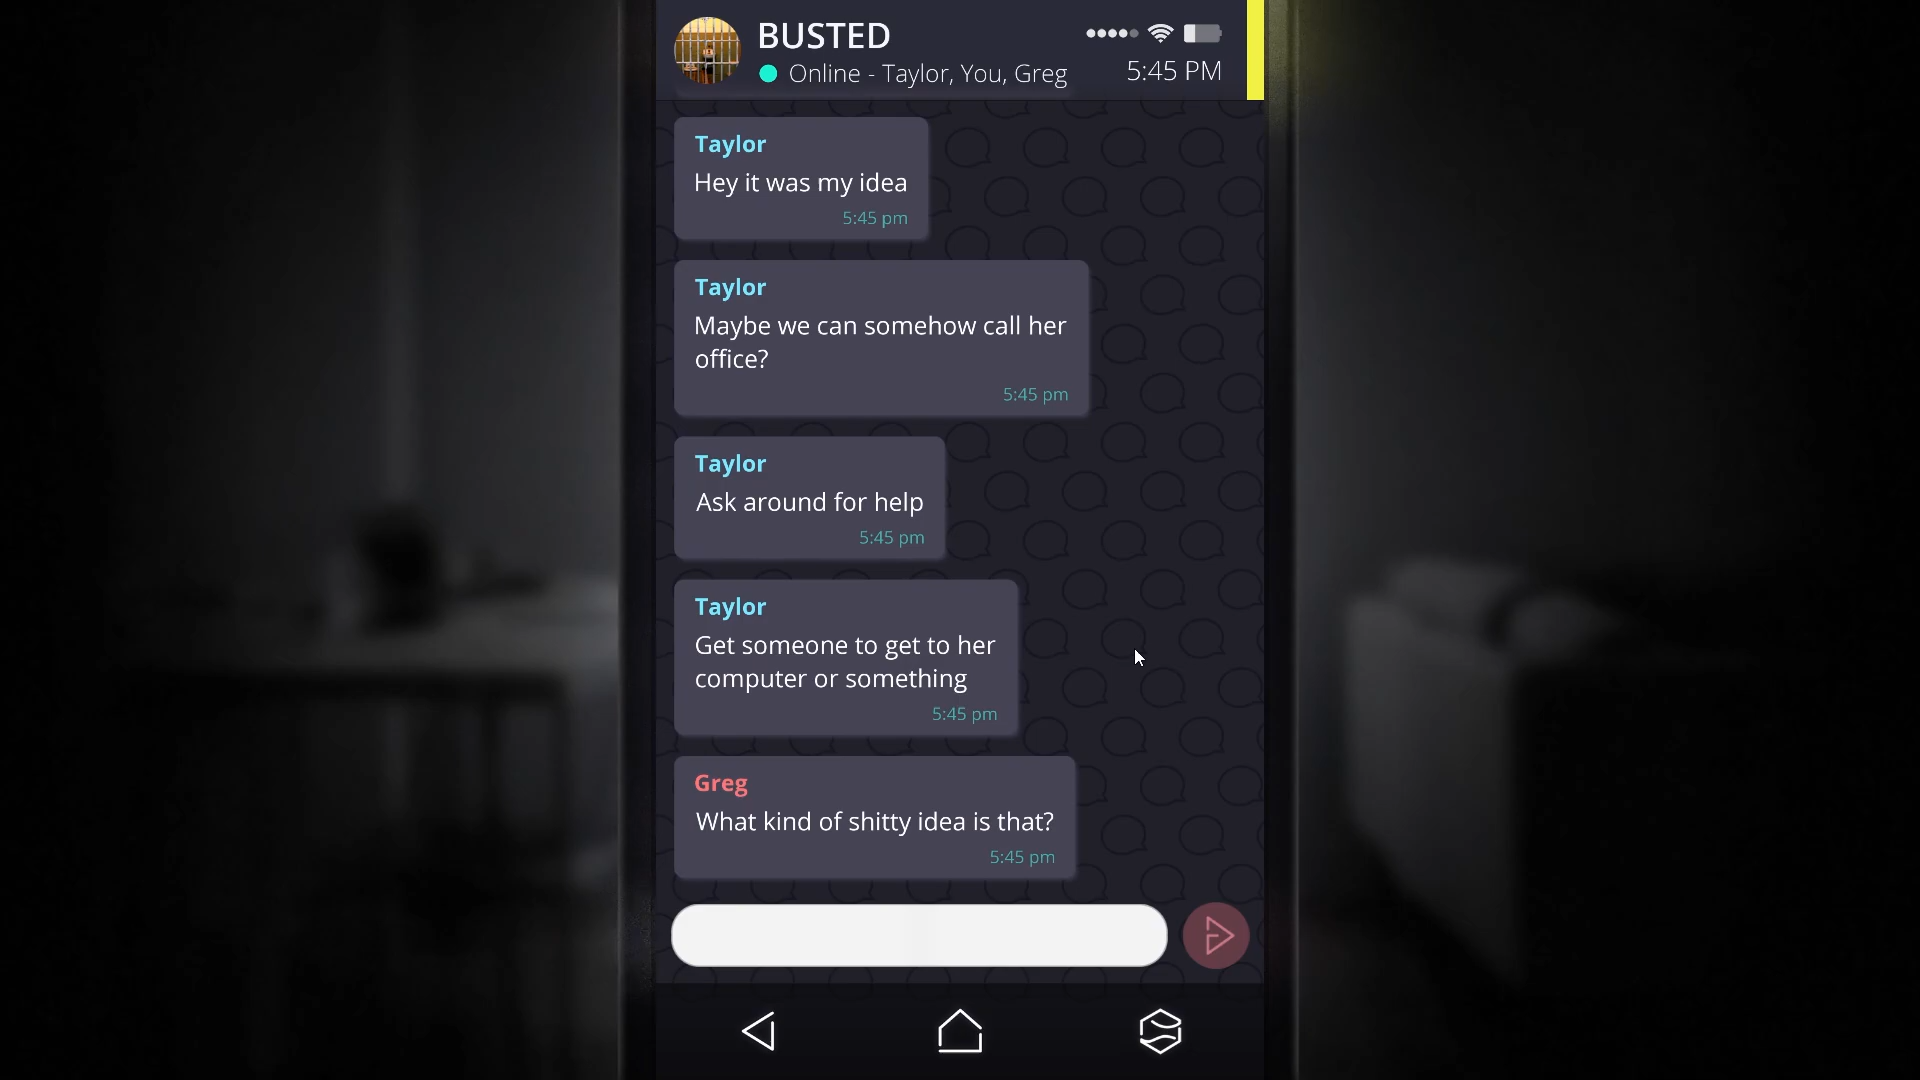 BUSTED
Online - Taylor, You, Greg
5:45 PM
Taylor
Hey it was my idea
5:45 pm
Taylor
Maybe we can somehow call her
office?
5:45 pm
Taylor
Ask around for help
5:45 pm
Taylor
Get someone to get to her
computer or something
5:45 pm
Greg
What kind of shitty idea is that?
5:45 pm